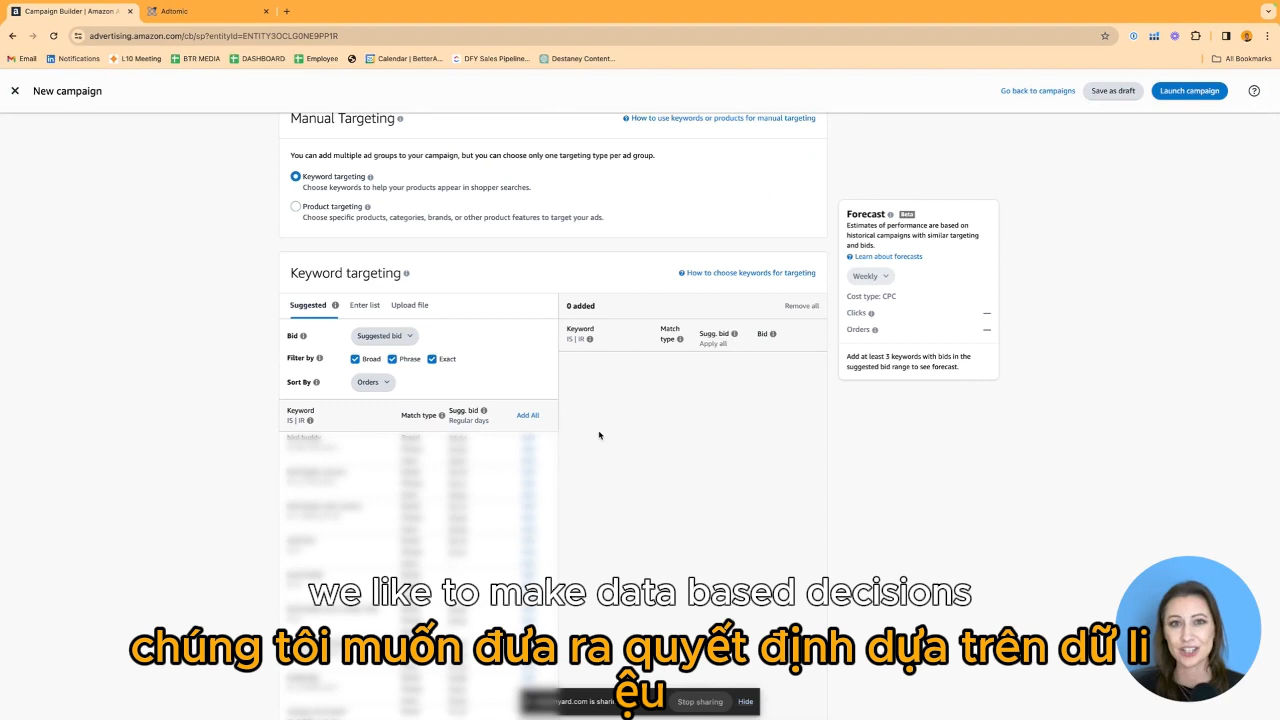 Campaign Builder | Amazon A
Adtomic
advertising.amazon.com/cb/sp?entityId=ENTITY3OCLG0NE9PP1R
Email
Notifications
L10 Meeting
BTR MEDIA
DASHBOARD
Employee
Calendar | BetterA...
DFY Sales Pipeline...
Destaney Content...
All Bookmarks
New campaign
Go back to campaigns
Save as draft
Launch campaign
Manual Targeting
How to use keywords or products for manual targeting
You can add multiple ad groups to your campaign, but you can choose only one targeting type per ad group.
Keyword targeting
Choose keywords to help your products appear in shopper searches.
Product targeting
Choose specific products, categories, brands, or other product features to target your ads.
Forecast Beta
Estimates of performance are based on
historical campaigns with similar targeting
and bids.
Learn about forecasts
Weekly
Cost type: CPC
Clicks —
Orders —
Add at least 3 keywords with bids in the
suggested bid range to see forecast.
Keyword targeting
How to choose keywords for targeting
Suggested
Enter list
Upload file
0 added
Remove all
Bid
Suggested bid
Keyword
IS | IR
Match
type
Sugg. bid
Apply all
Bid
Filter by
Broad
Phrase
Exact
Sort By
Orders
Keyword
IS | IR
Match type
Sugg. bid
Regular days
Add All
we like to make data based decisions
chúng tôi muốn đưa ra quyết định dựa trên dữ li
ệu
Stop sharing
Hide